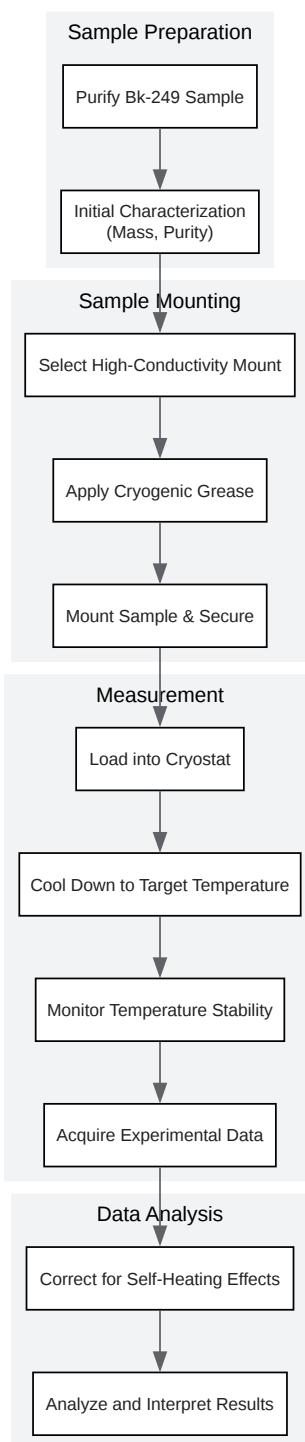 Sample Preparation
Purify Bk-249 Sample
Initial Characterization
(Mass, Purity)
Sample Mounting
Select High-Conductivity Mount
Apply Cryogenic Grease
Mount Sample & Secure
Measurement
Load into Cryostat
Cool Down to Target Temperature
Monitor Temperature Stability
Acquire Experimental Data
Data Analysis
Correct for Self-Heating Effects
Analyze and Interpret Results